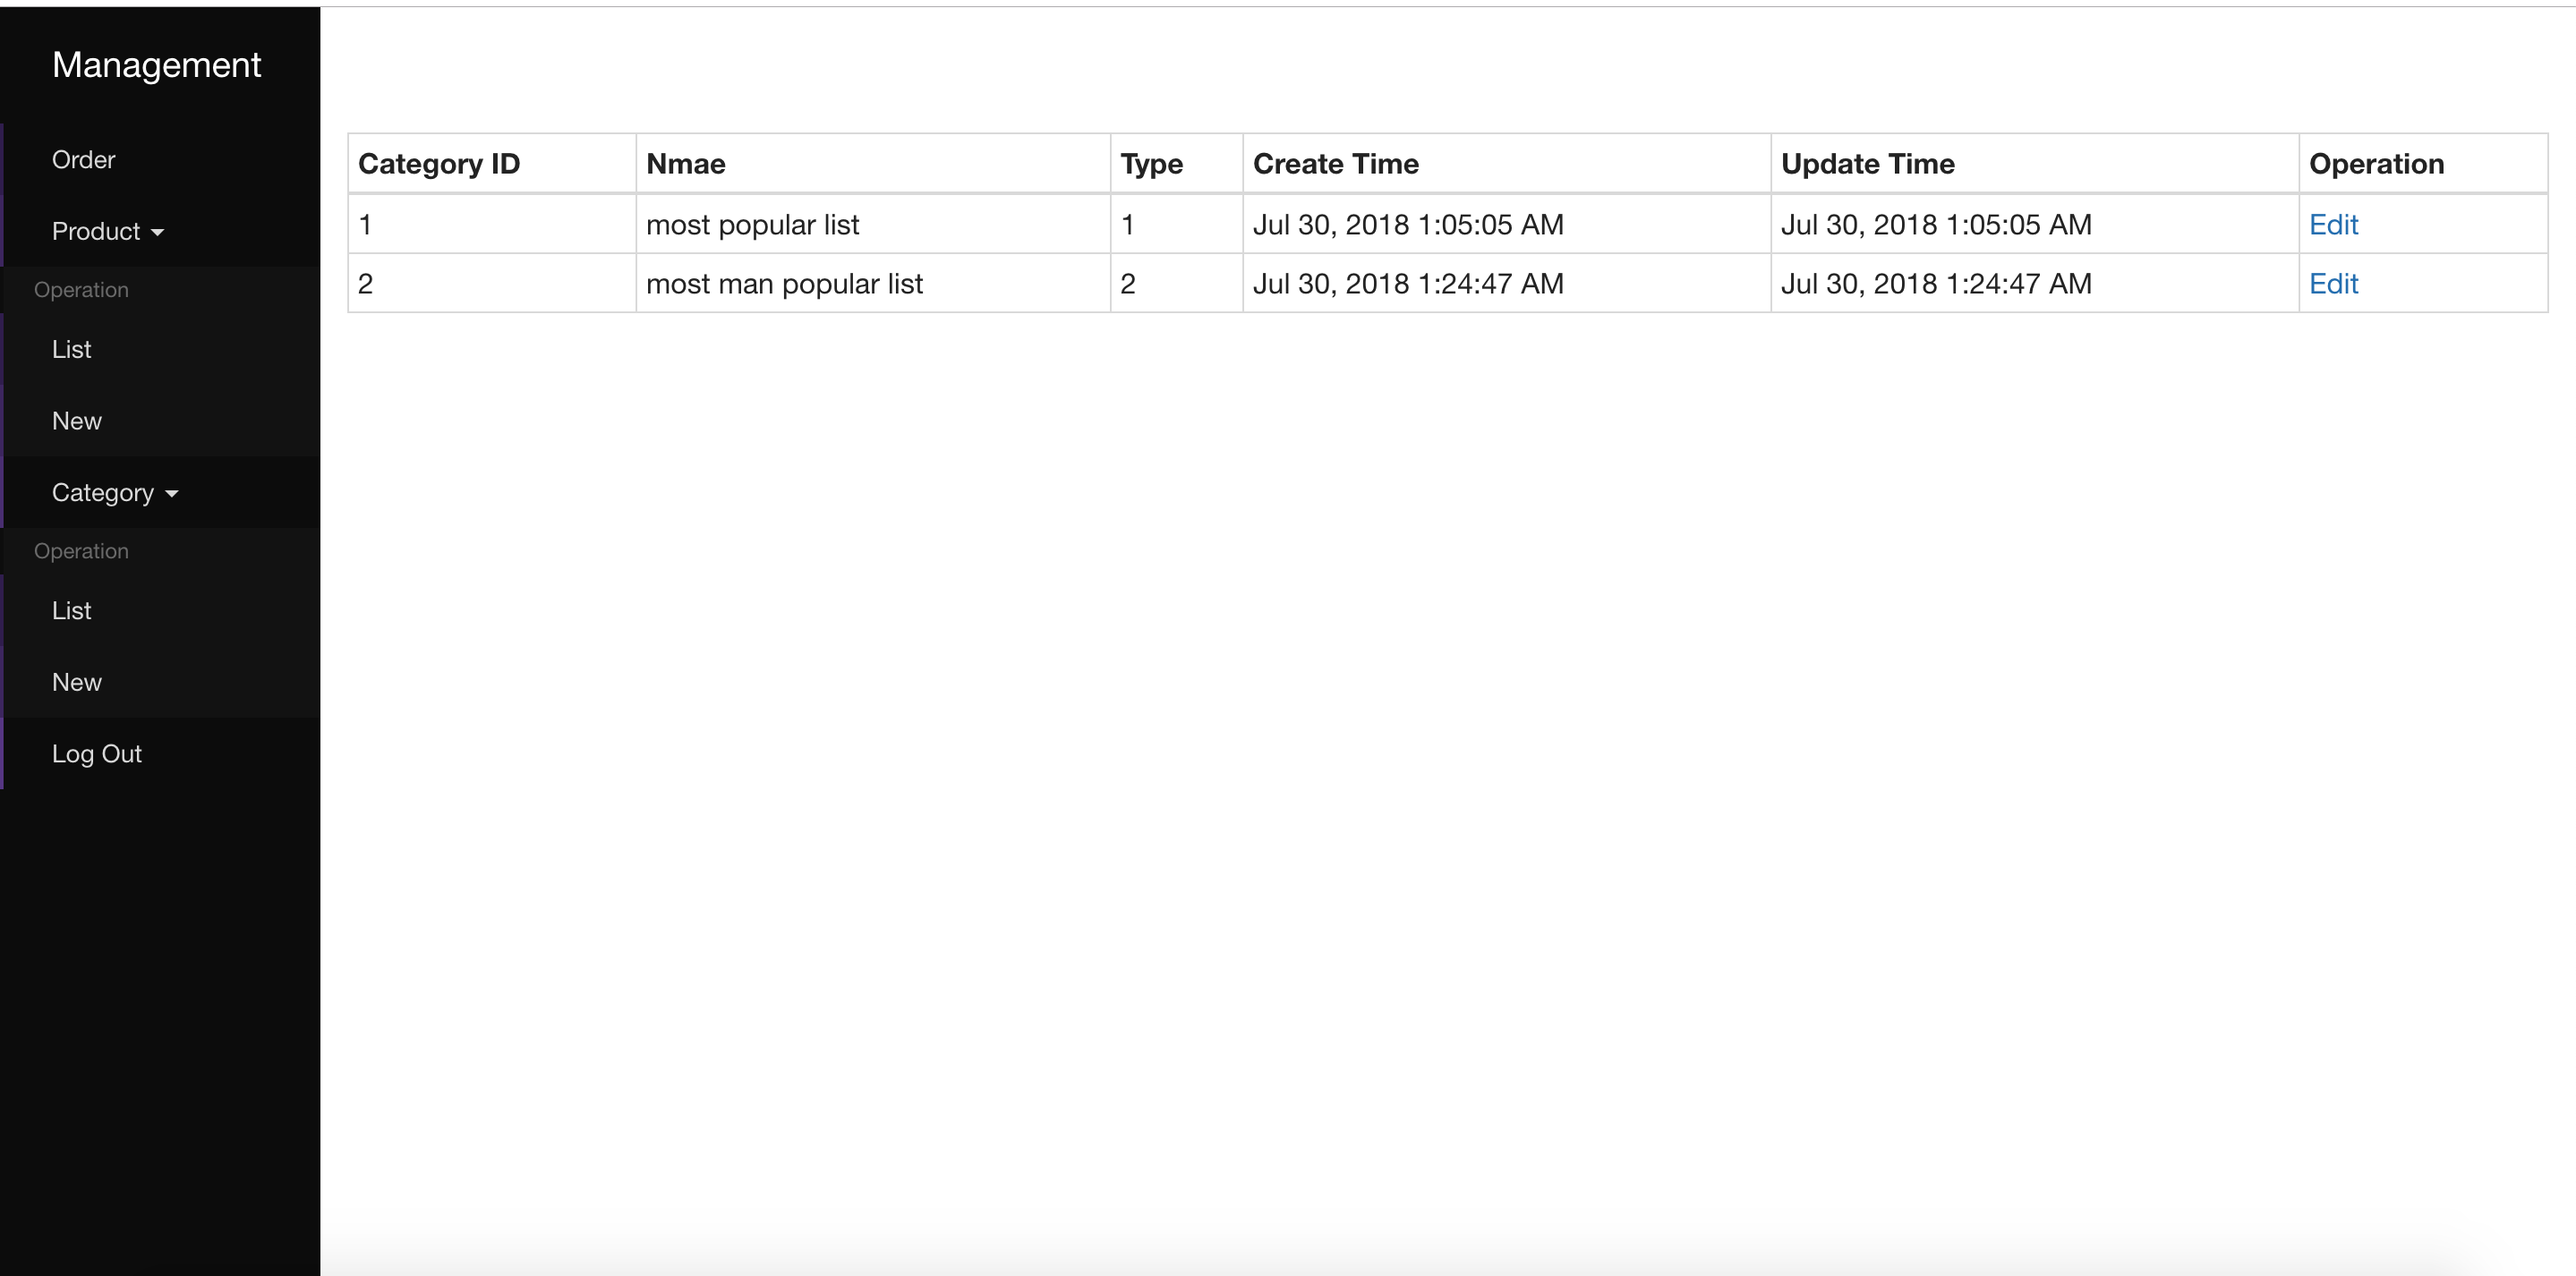 Management
Order
Product
Operation
List
New
Category
Operation
List
New
Log Out
Category ID Nmae Type Create Time Update Time Operation
1 most popular list 1 Jul 30, 2018 1:05:05 AM Jul 30, 2018 1:05:05 AM Edit
2 most man popular list 2 Jul 30, 2018 1:24:47 AM Jul 30, 2018 1:24:47 AM Edit